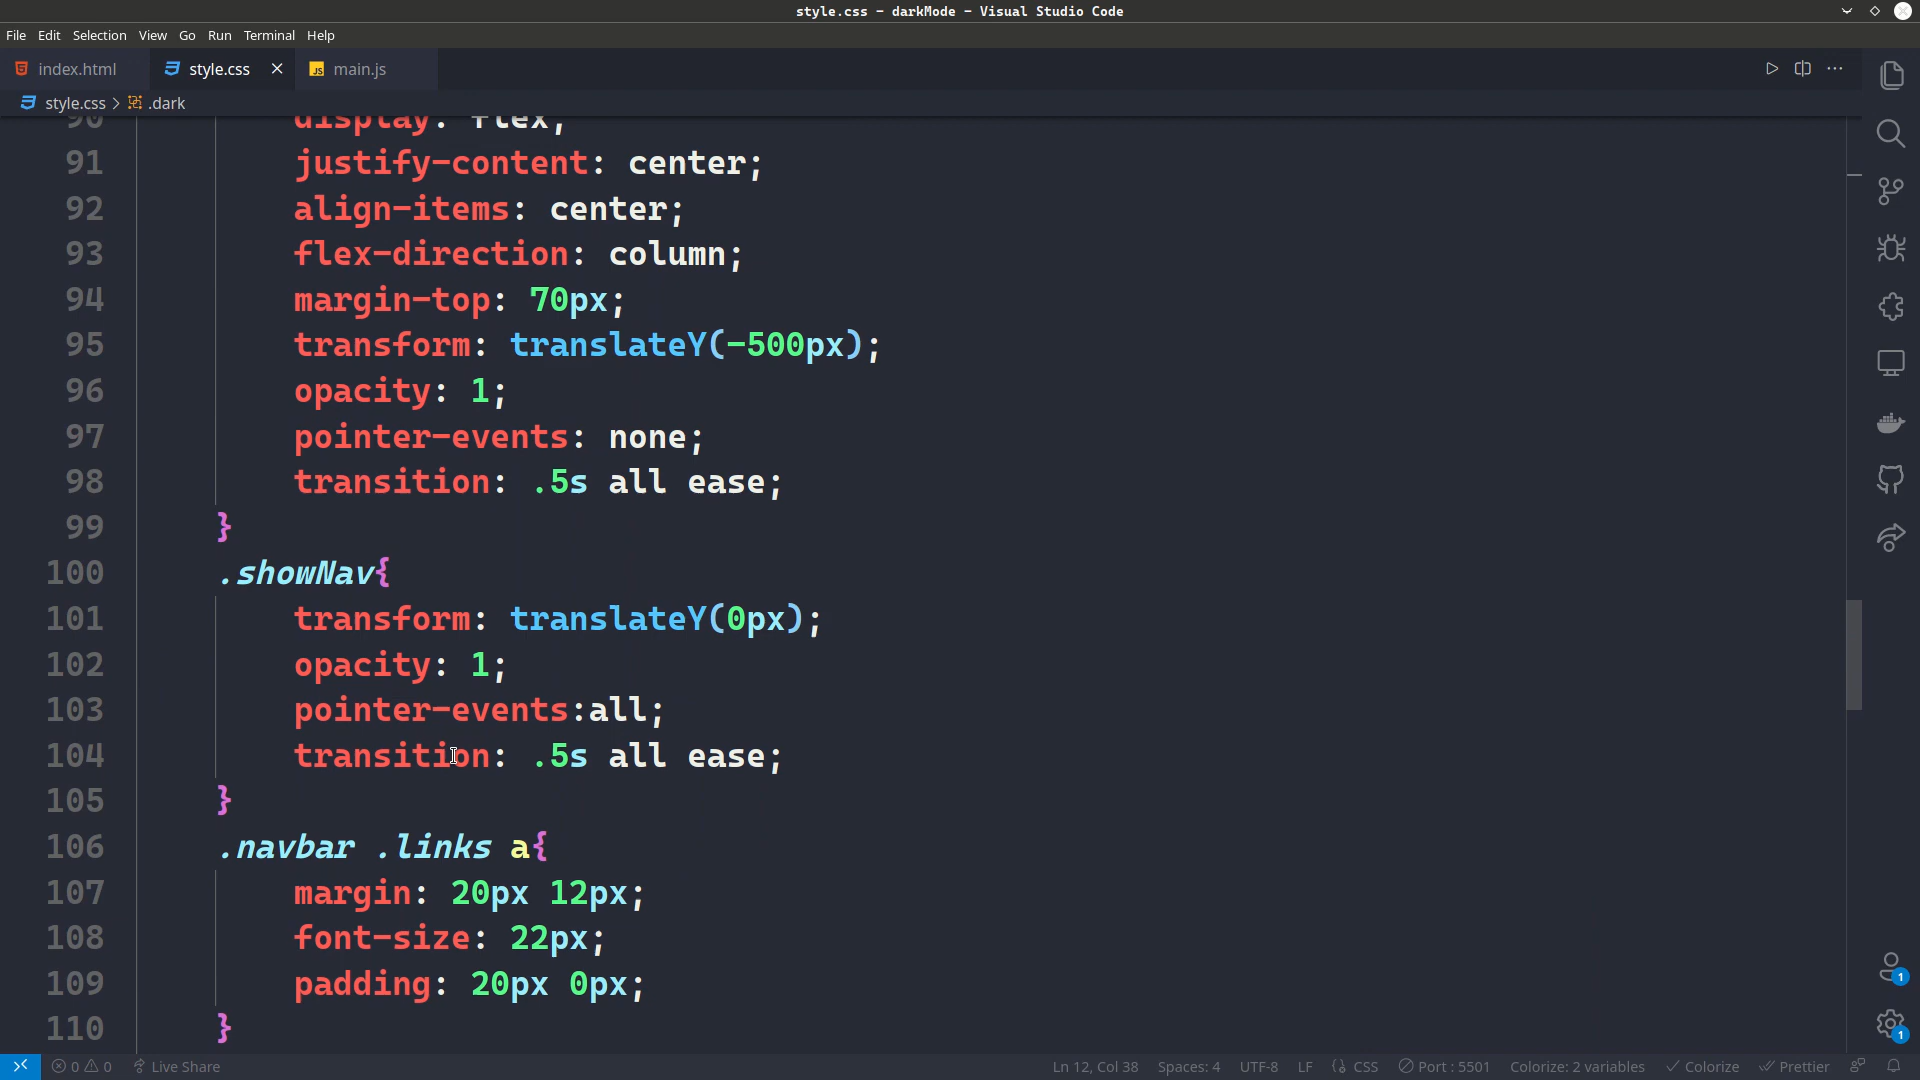 style.css - darkMode - Visual Studio Code
File Edit Selection View Go Run Terminal Help
index.html style.css main.js
style.css > .dark
90 display: flex;
91 justify-content: center;
92 align-items: center;
93 flex-direction: column;
94 margin-top: 70px;
95 transform: translateY(-500px);
96 opacity: 1;
97 pointer-events: none;
98 transition: .5s all ease;
99 }
100 .showNav{
101 transform: translateY(0px);
102 opacity: 1;
103 pointer-events:all;
104 transition: .5s all ease;
105 }
106 .navbar .links a{
107 margin: 20px 12px;
108 font-size: 22px;
109 padding: 20px 0px;
110 }
1
1
0 0 Live Share Ln 12, Col 38 Spaces: 4 UTF-8 LF CSS Port : 5501 Colorize: 2 variables Colorize Prettier